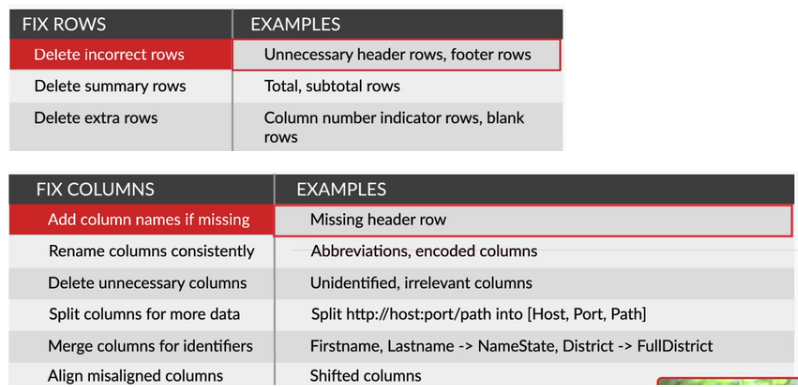 FIX ROWS EXAMPLES
Delete incorrect rows Unnecessary header rows, footer rows
Delete summary rows Total, subtotal rows
Delete extra rows Column number indicator rows, blank
rows
FIX COLUMNS EXAMPLES
Add column names if missing Missing header row
Rename columns consistently Abbreviations, encoded columns
Delete unnecessary columns Unidentified, irrelevant columns
Split columns for more data Split http://host:port/path into [Host, Port, Path]
Merge columns for identifiers Firstname, Lastname -> NameState, District -> FullDistrict
Align misaligned columns Shifted columns